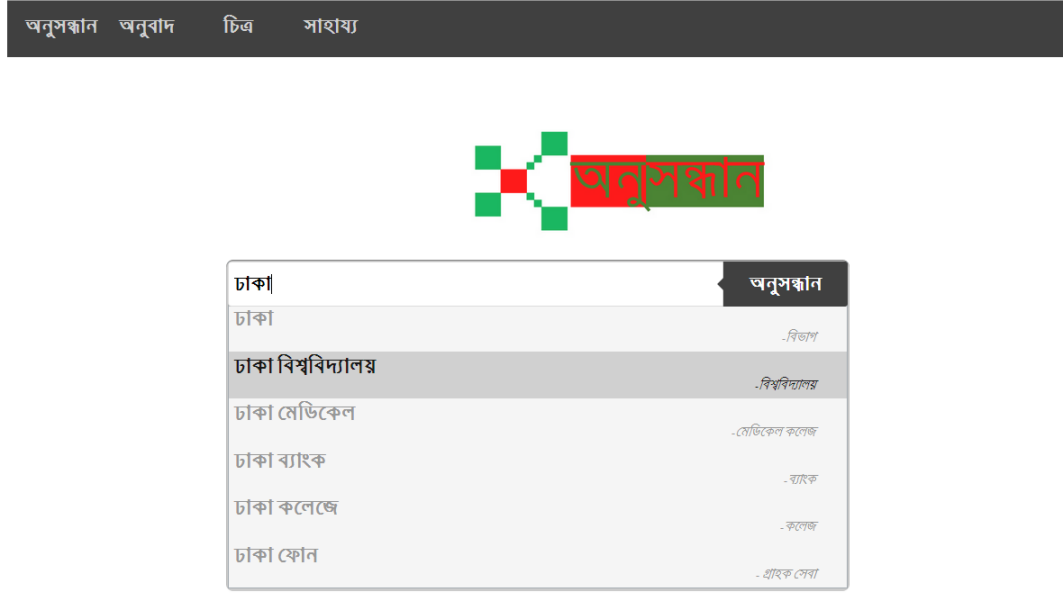 অনুসন্ধান অনুবাদ চিত্র সাহায্য
অনুসন্ধান
ঢাকা অনুসন্ধান
ঢাকা
-বিভাগ
ঢাকা বিশ্ববিদ্যালয়
-বিশ্ববিদ্যালয়
ঢাকা মেডিকেল
-মেডিকেল কলেজ
ঢাকা ব্যাংক
-ব্যাংক
ঢাকা কলেজে
-কলেজ
ঢাকা ফোন
- গ্রাহক সেবা